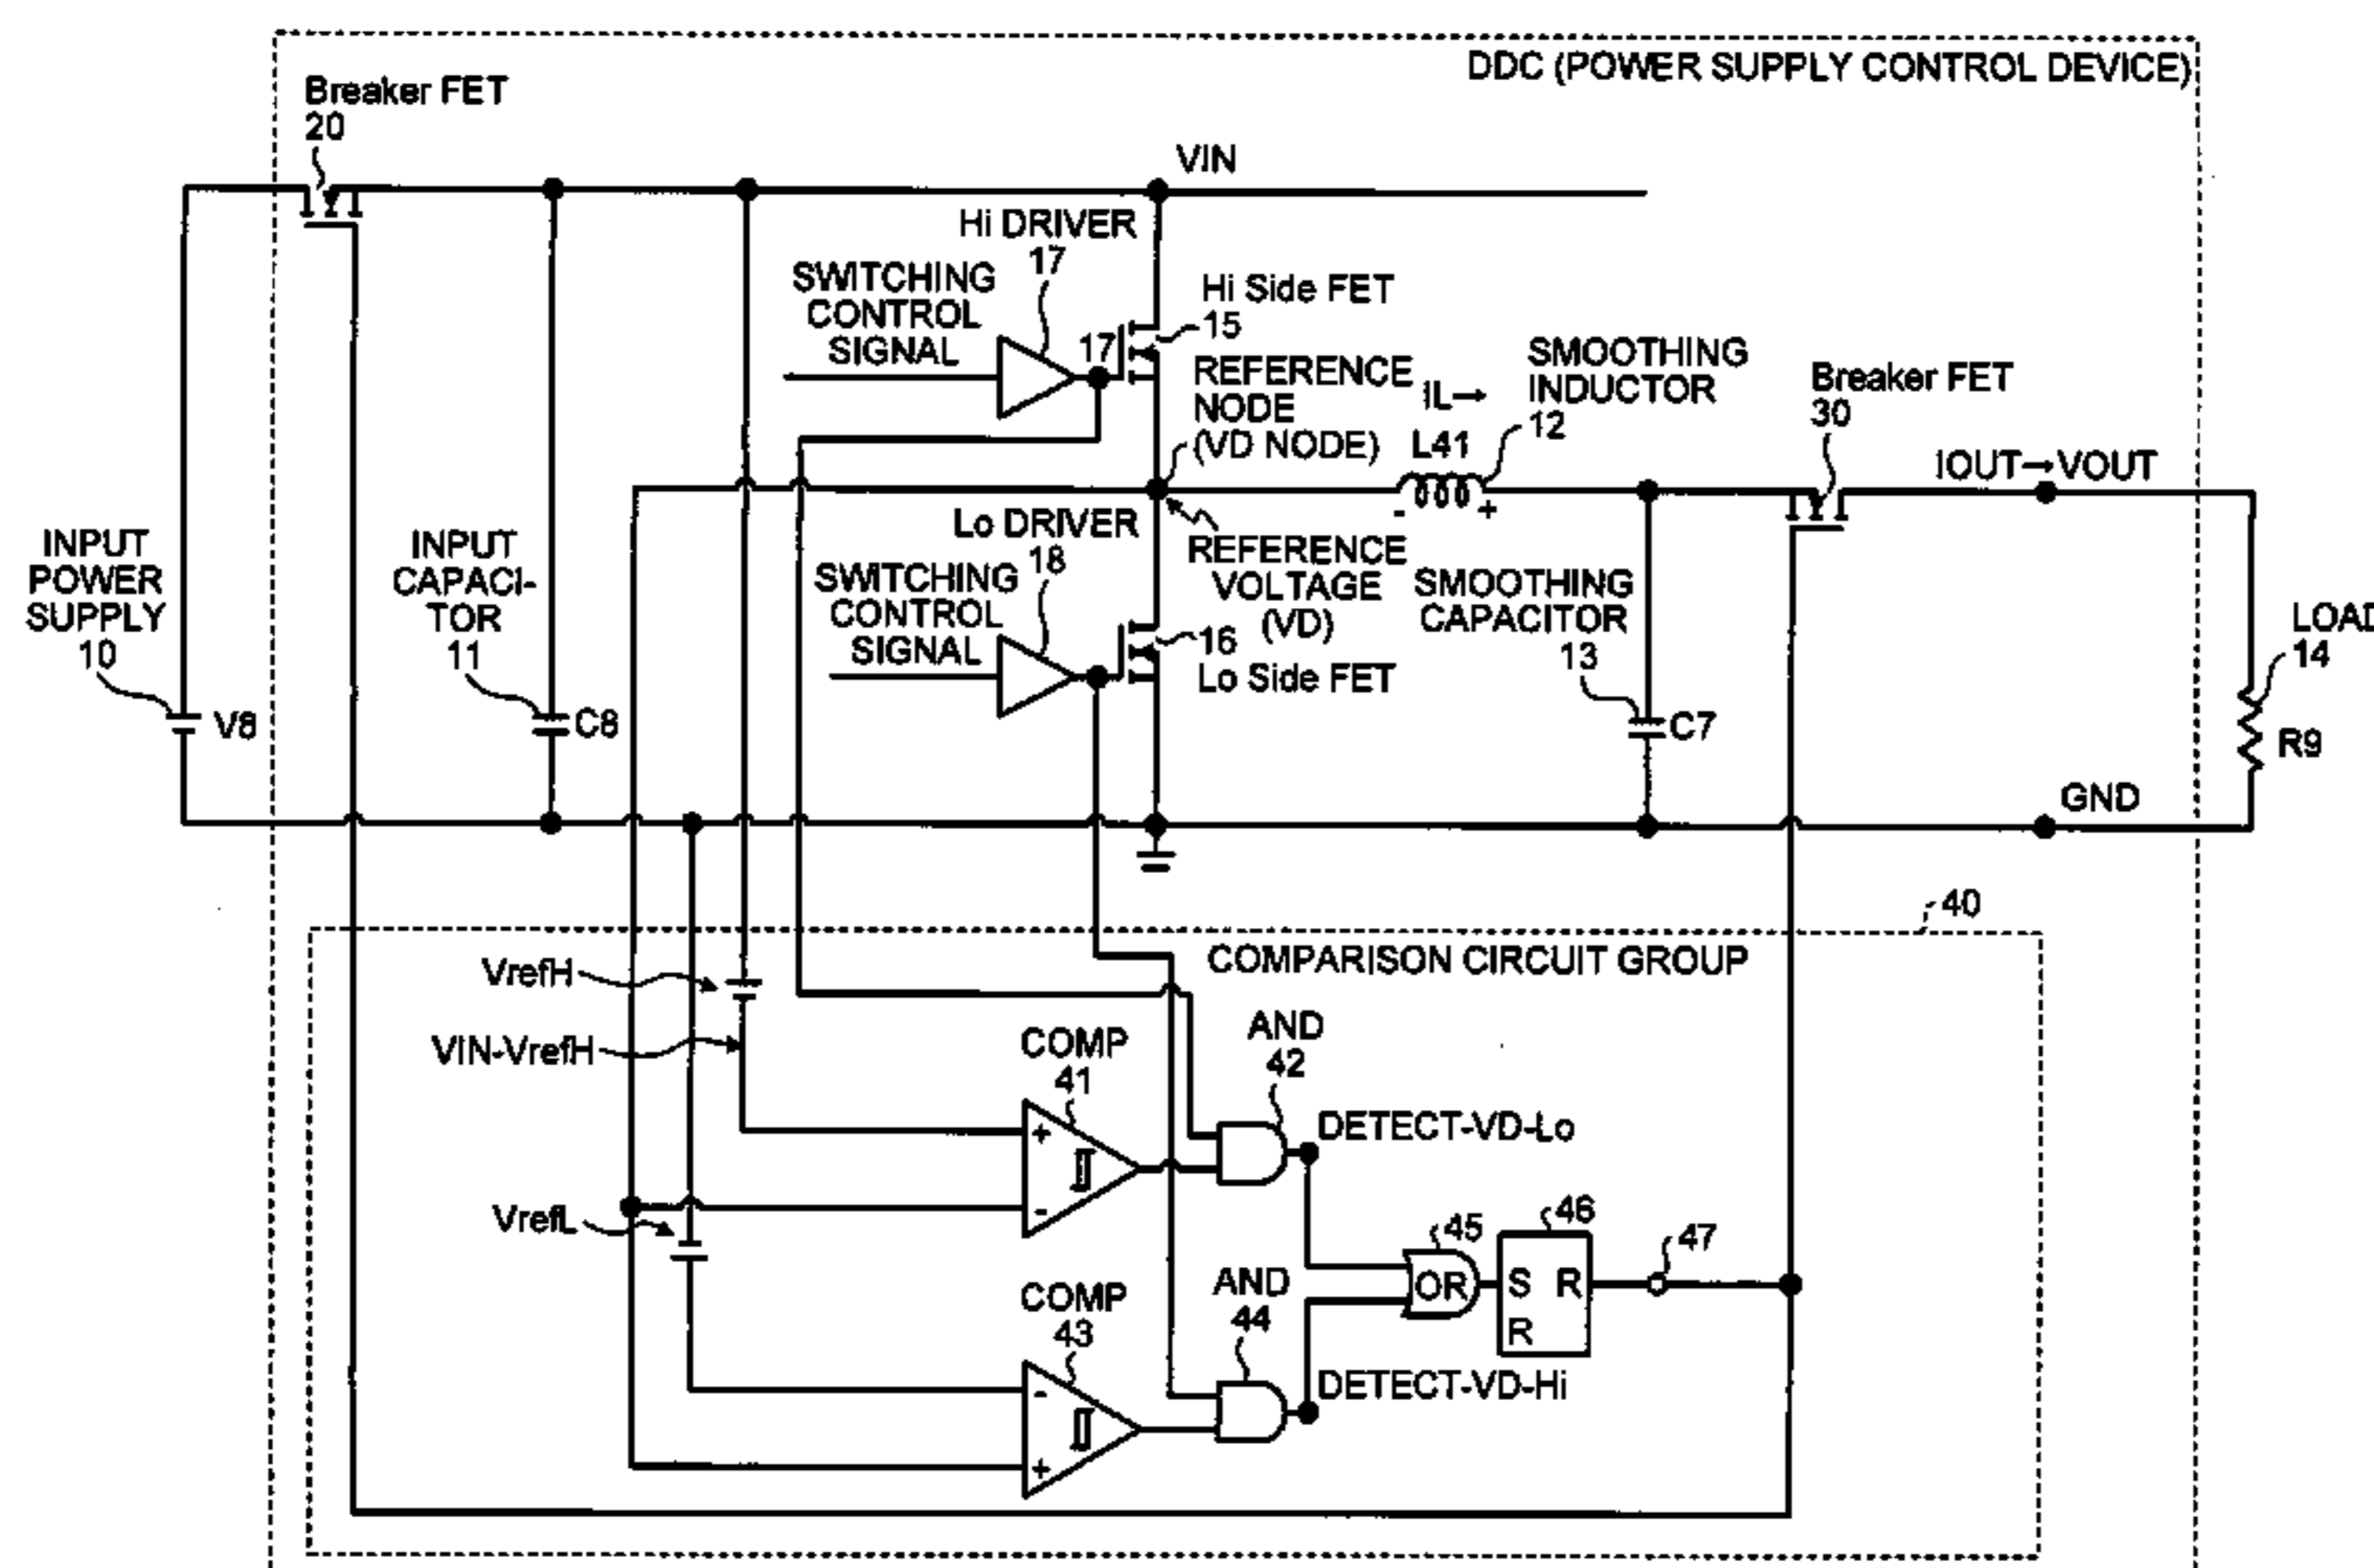 DDC (POWER SUPPLY CONTROL DEVICE)
Breaker FET
20
VIN
Hi DRIVER
17
SWITCHING
CONTROL
SIGNAL
Hi Side FET
15
17
REFERENCE
NODE
(VD NODE)
IL→
SMOOTHING
INDUCTOR
12
L41
- +
Breaker FET
30
IOUT→VOUT
Lo DRIVER
18
SWITCHING
CONTROL
SIGNAL
REFERENCE
VOLTAGE
(VD)
16
Lo Side FET
INPUT
POWER
SUPPLY
10
V8
INPUT
CAPACI-
TOR
11
C8
SMOOTHING
CAPACITOR
13
C7
LOAD
14
R9
GND
40
COMPARISON CIRCUIT GROUP
VrefH
VIN-VrefH
COMP
41
+
-
AND
42
DETECT-VD-Lo
VrefL
COMP
43
-
+
AND
44
DETECT-VD-Hi
45
OR
46
S R
R
47